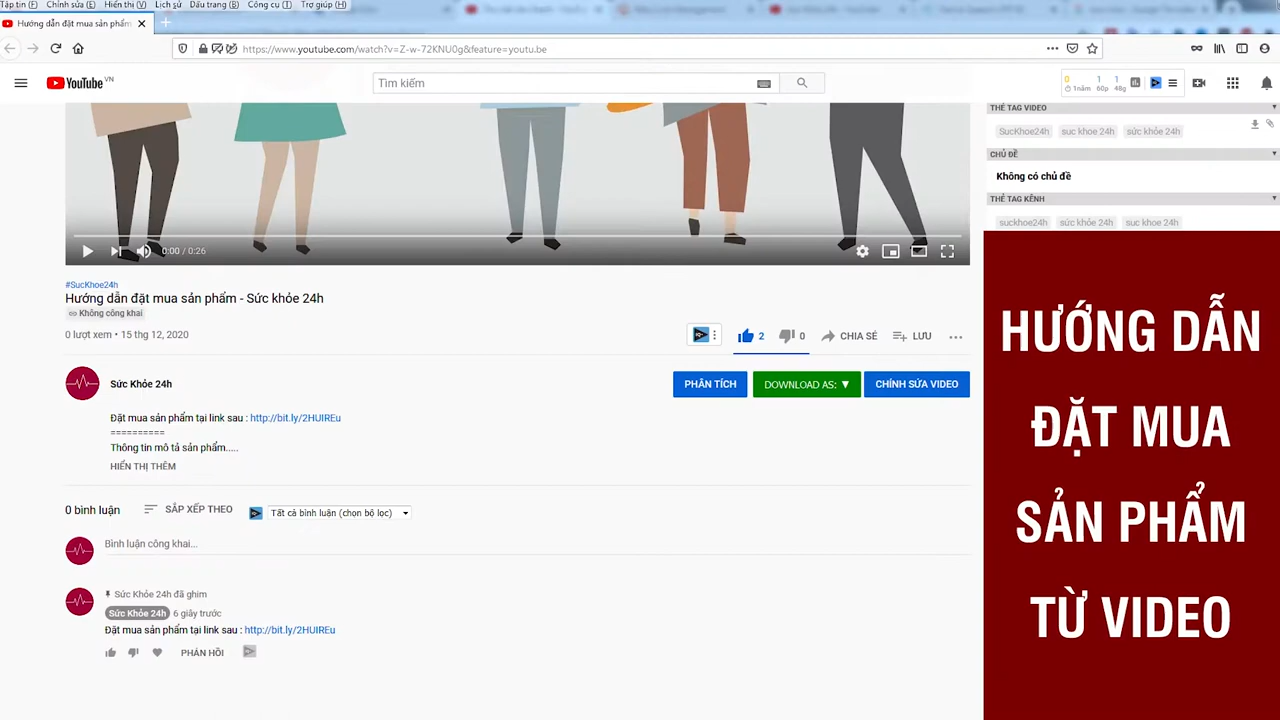 Tập tin (F) Chỉnh sửa (E) Hiển thị (V) Lịch sử Dấu trang (B) Công cụ (T) Trợ giúp (H)
Hướng dẫn đặt mua sản phẩm
https://www.youtube.com/watch?v=Z-w-72KNU0g&feature=youtu.be
YouTube VN
Tìm kiếm
0 1 1
1năm 60p 48g
THẺ TAG VIDEO
SucKhoe24h suc khoe 24h sức khỏe 24h
CHỦ ĐỀ
Không có chủ đề
THẺ TAG KÊNH
suckhoe24h sức khỏe 24h suc khoe 24h
0:00 / 0:26
#SucKhoe24h
Hướng dẫn đặt mua sản phẩm - Sức khỏe 24h
Không công khai
0 lượt xem • 15 thg 12, 2020
2 0 CHIA SẺ LƯU
Sức Khỏe 24h
PHÂN TÍCH DOWNLOAD AS: ▼ CHỈNH SỬA VIDEO
Đặt mua sản phẩm tại link sau : http://bit.ly/2HUIREu
==========
Thông tin mô tả sản phẩm.....
HIỂN THỊ THÊM
0 bình luận SẮP XẾP THEO Tất cả bình luận (chọn bộ lọc)
Bình luận công khai...
Sức Khỏe 24h đã ghim
Sức Khỏe 24h 6 giây trước
Đặt mua sản phẩm tại link sau : http://bit.ly/2HUIREu
PHẢN HỒI
HƯỚNG DẪN
ĐẶT MUA
SẢN PHẨM
TỪ VIDEO